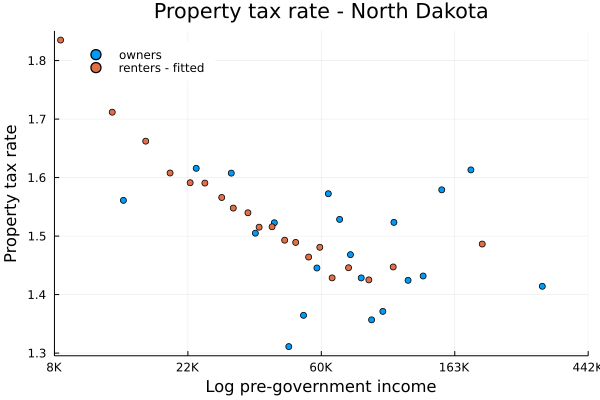 Property tax rate - North Dakota
owners
renters - fitted
Property tax rate
1.8
1.7
1.6
1.5
1.4
1.3
8K 22K 60K 163K 442K
Log pre-government income